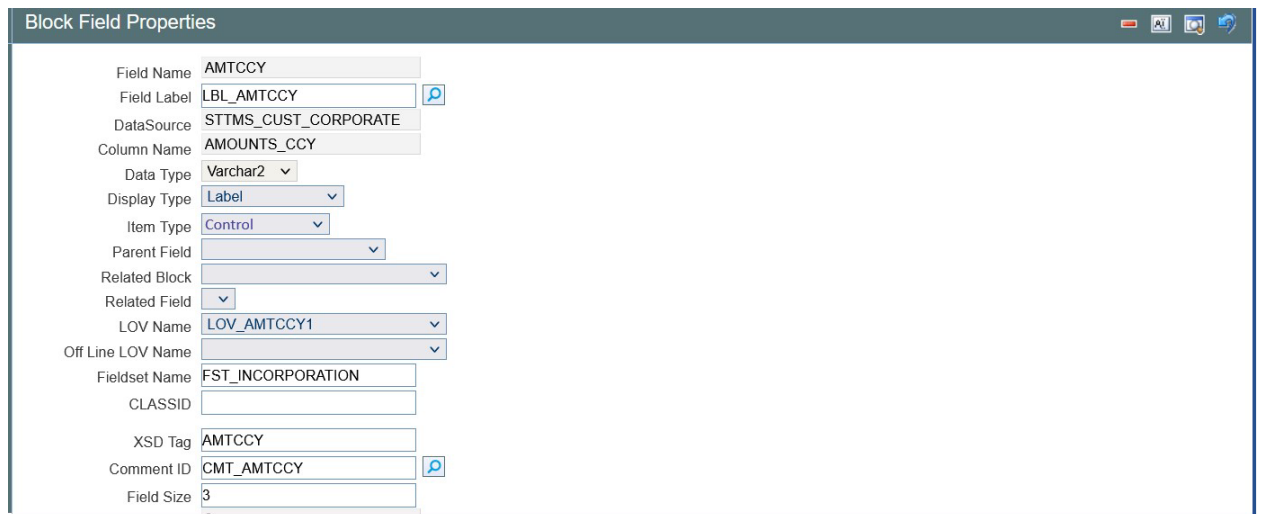 Block Field Properties
Field Name AMTCCY
Field Label LBL_AMTCCY
DataSource STTMS_CUST_CORPORATE
Column Name AMOUNTS_CCY
Data Type Varchar2
Display Type Label
Item Type Control
Parent Field
Related Block
Related Field
LOV Name LOV_AMTCCY1
Off Line LOV Name
Fieldset Name FST_INCORPORATION
CLASSID
XSD Tag AMTCCY
Comment ID CMT_AMTCCY
Field Size 3